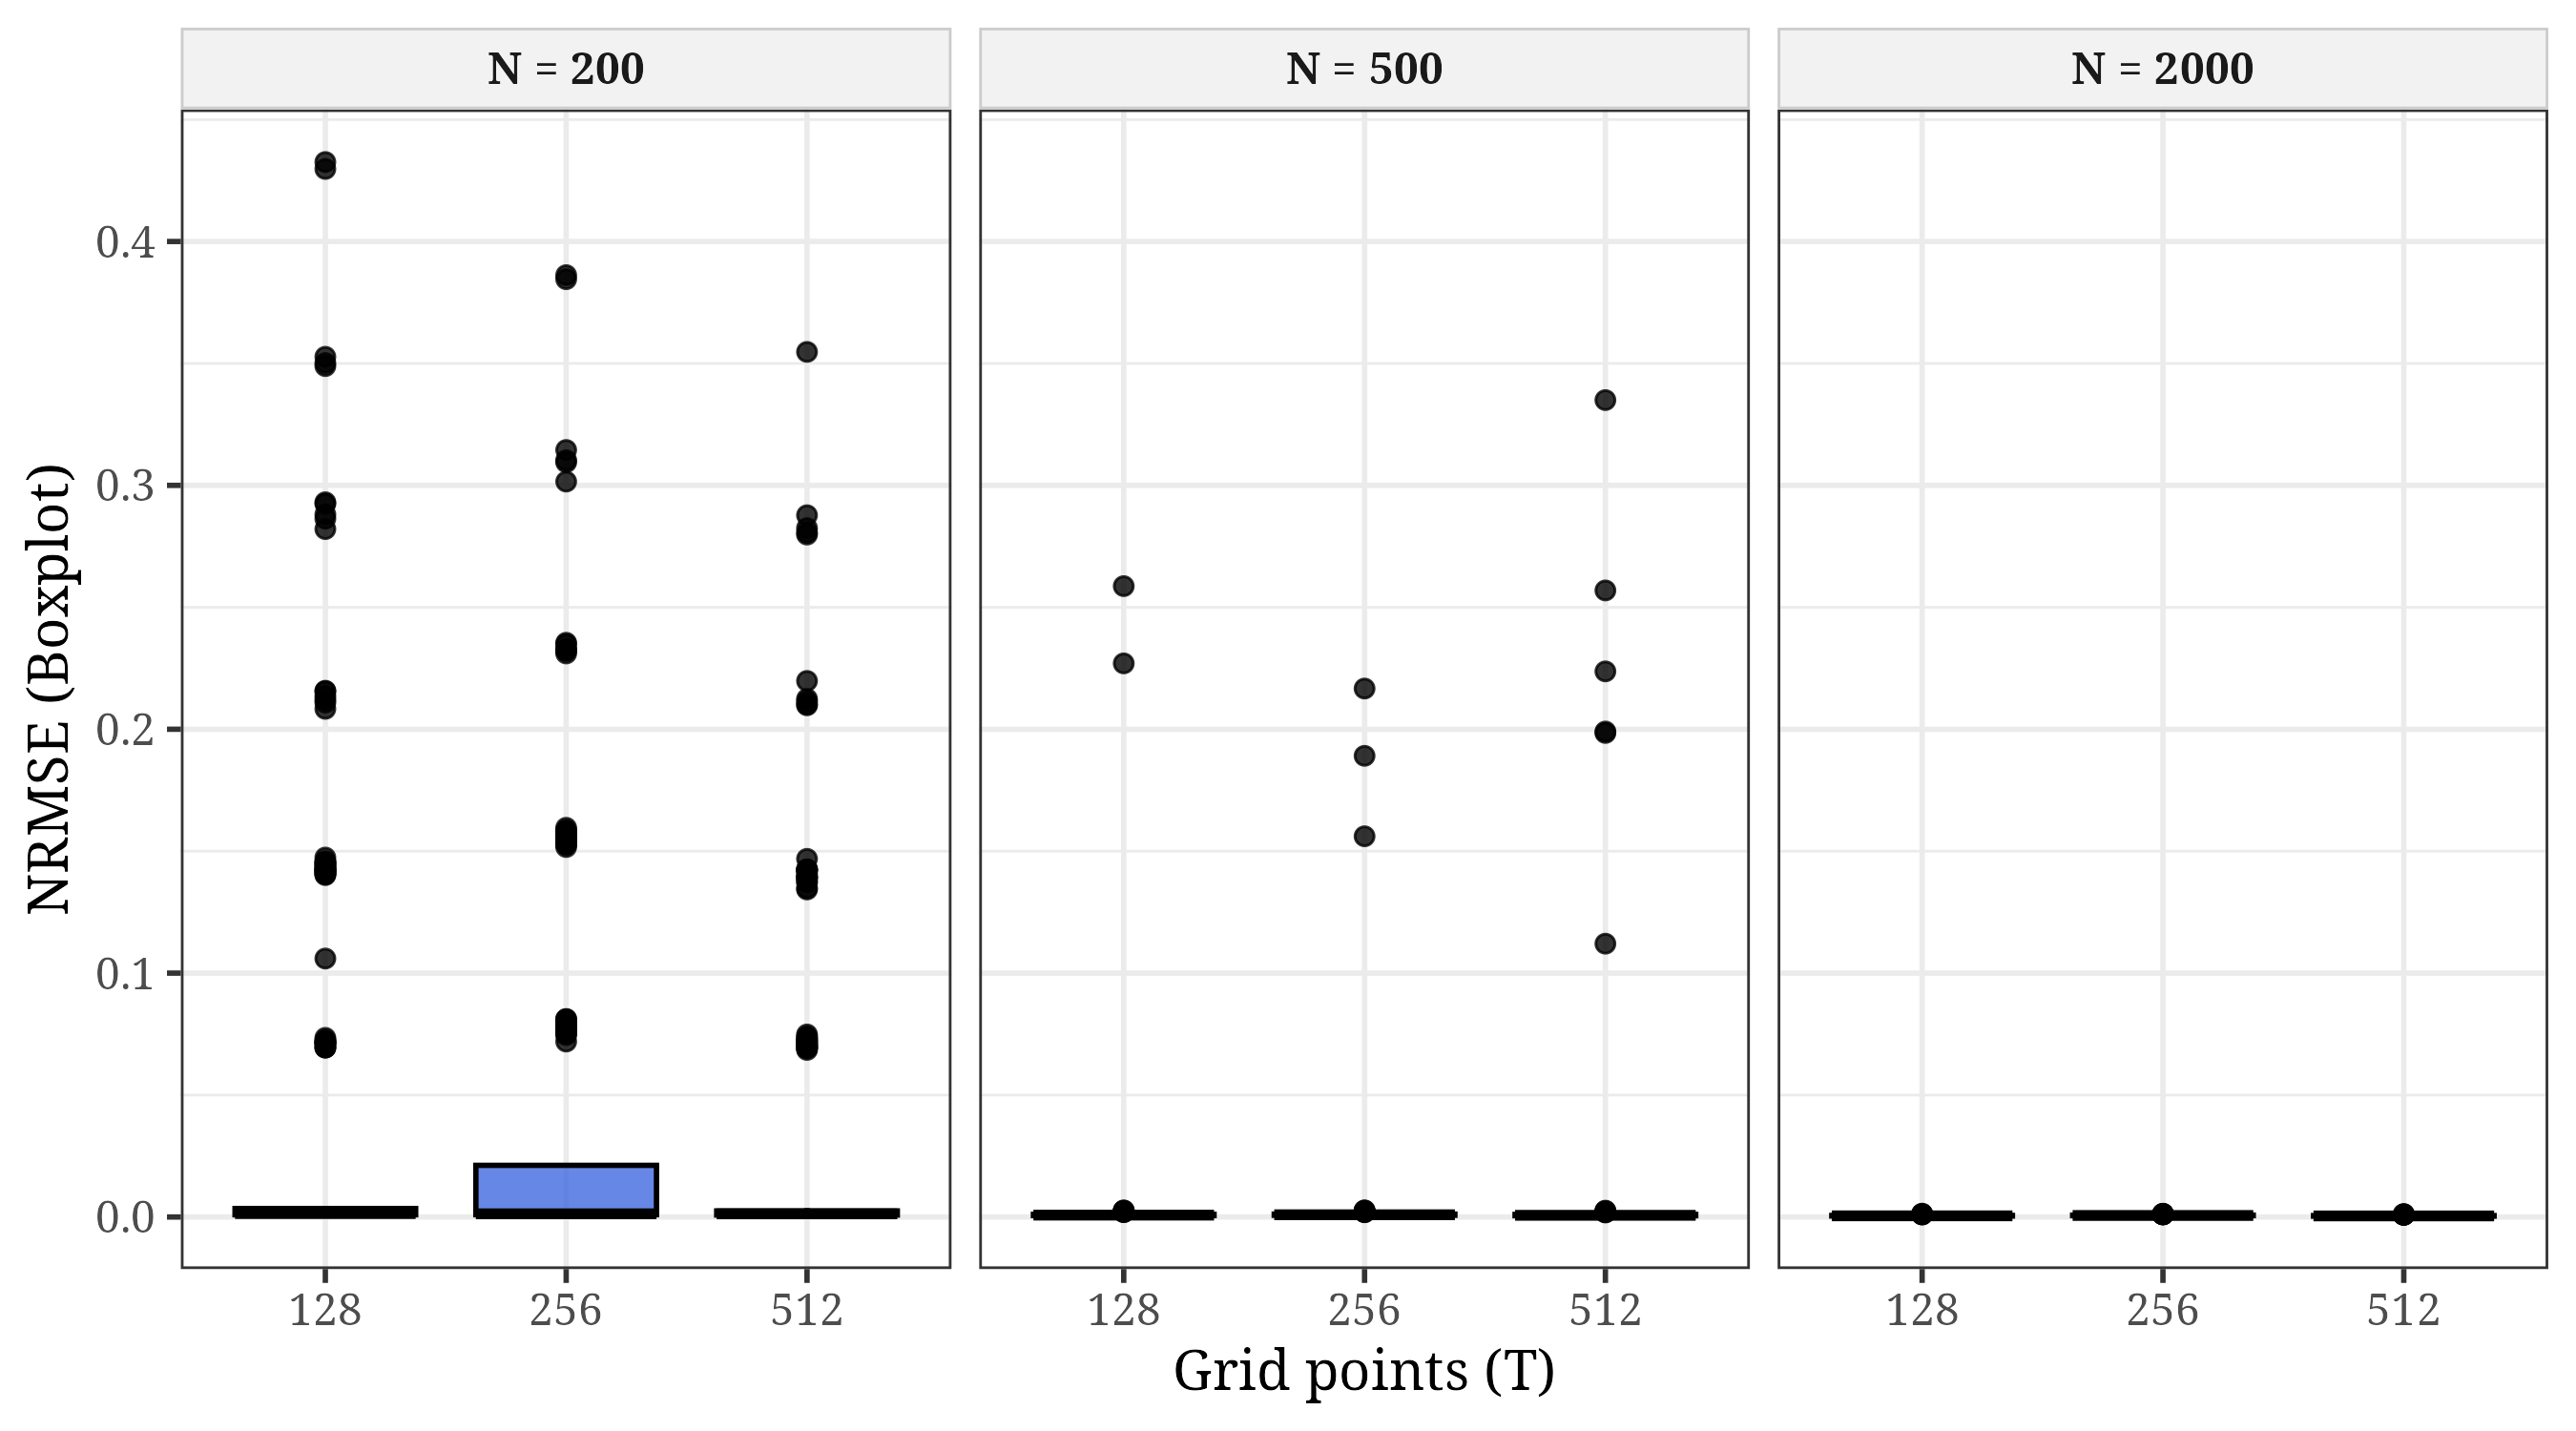 N = 200
N = 500
N = 2000
NRMSE (Boxplot)
0.4
0.3
0.2
0.1
0.0
128 256 512
128 256 512
128 256 512
Grid points (T)